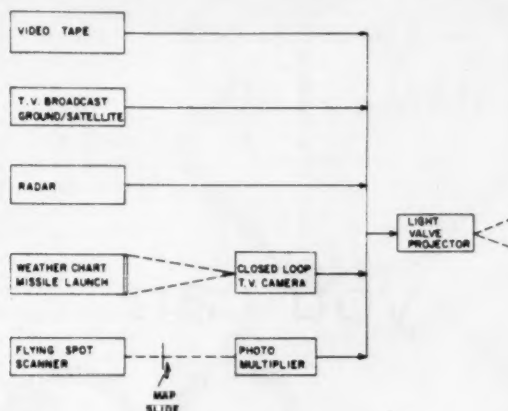 VIDEO TAPE
T.V. BROADCAST
GROUND/SATELLITE
RADAR
LIGHT
VALVE
PROJECTOR
WEATHER CHART
MISSILE LAUNCH
CLOSED LOOP
T.V. CAMERA
FLYING SPOT
SCANNER
PHOTO
MULTIPLIER
MAP
SLIDE